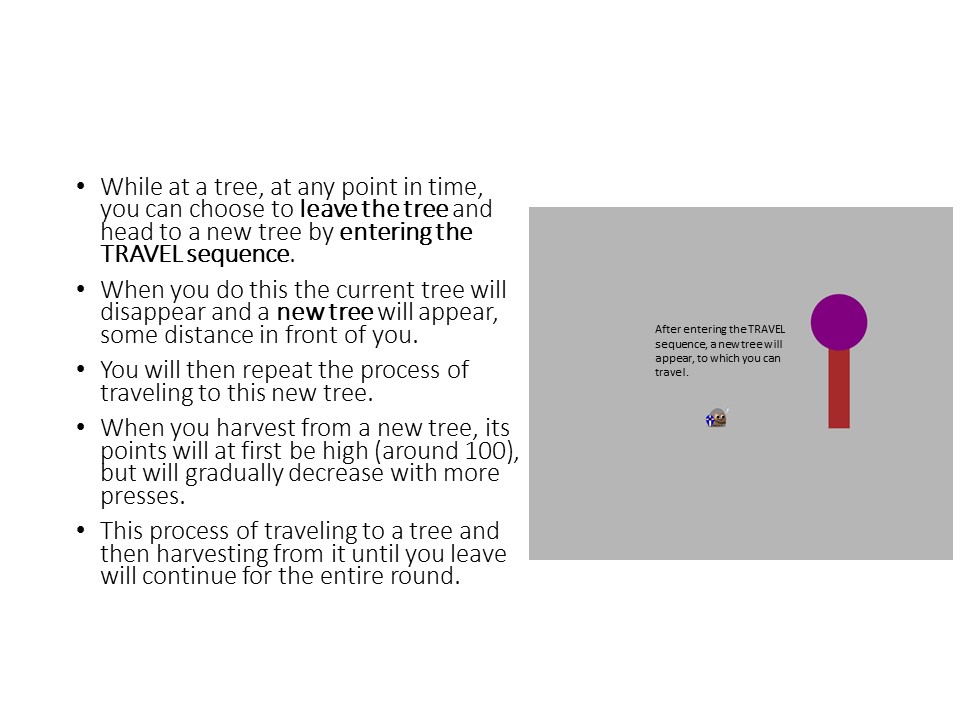 • While at a tree, at any point in time,
you can choose to leave the tree and
head to a new tree by entering the
TRAVEL sequence.
• When you do this the current tree will
disappear and a new tree will appear,
some distance in front of you.
• You will then repeat the process of
traveling to this new tree.
• When you harvest from a new tree, its
points will at first be high (around 100),
but will gradually decrease with more
presses.
• This process of traveling to a tree and
then harvesting from it until you leave
will continue for the entire round.
After entering the TRAVEL
sequence, a new tree will
appear, to which you can
travel.